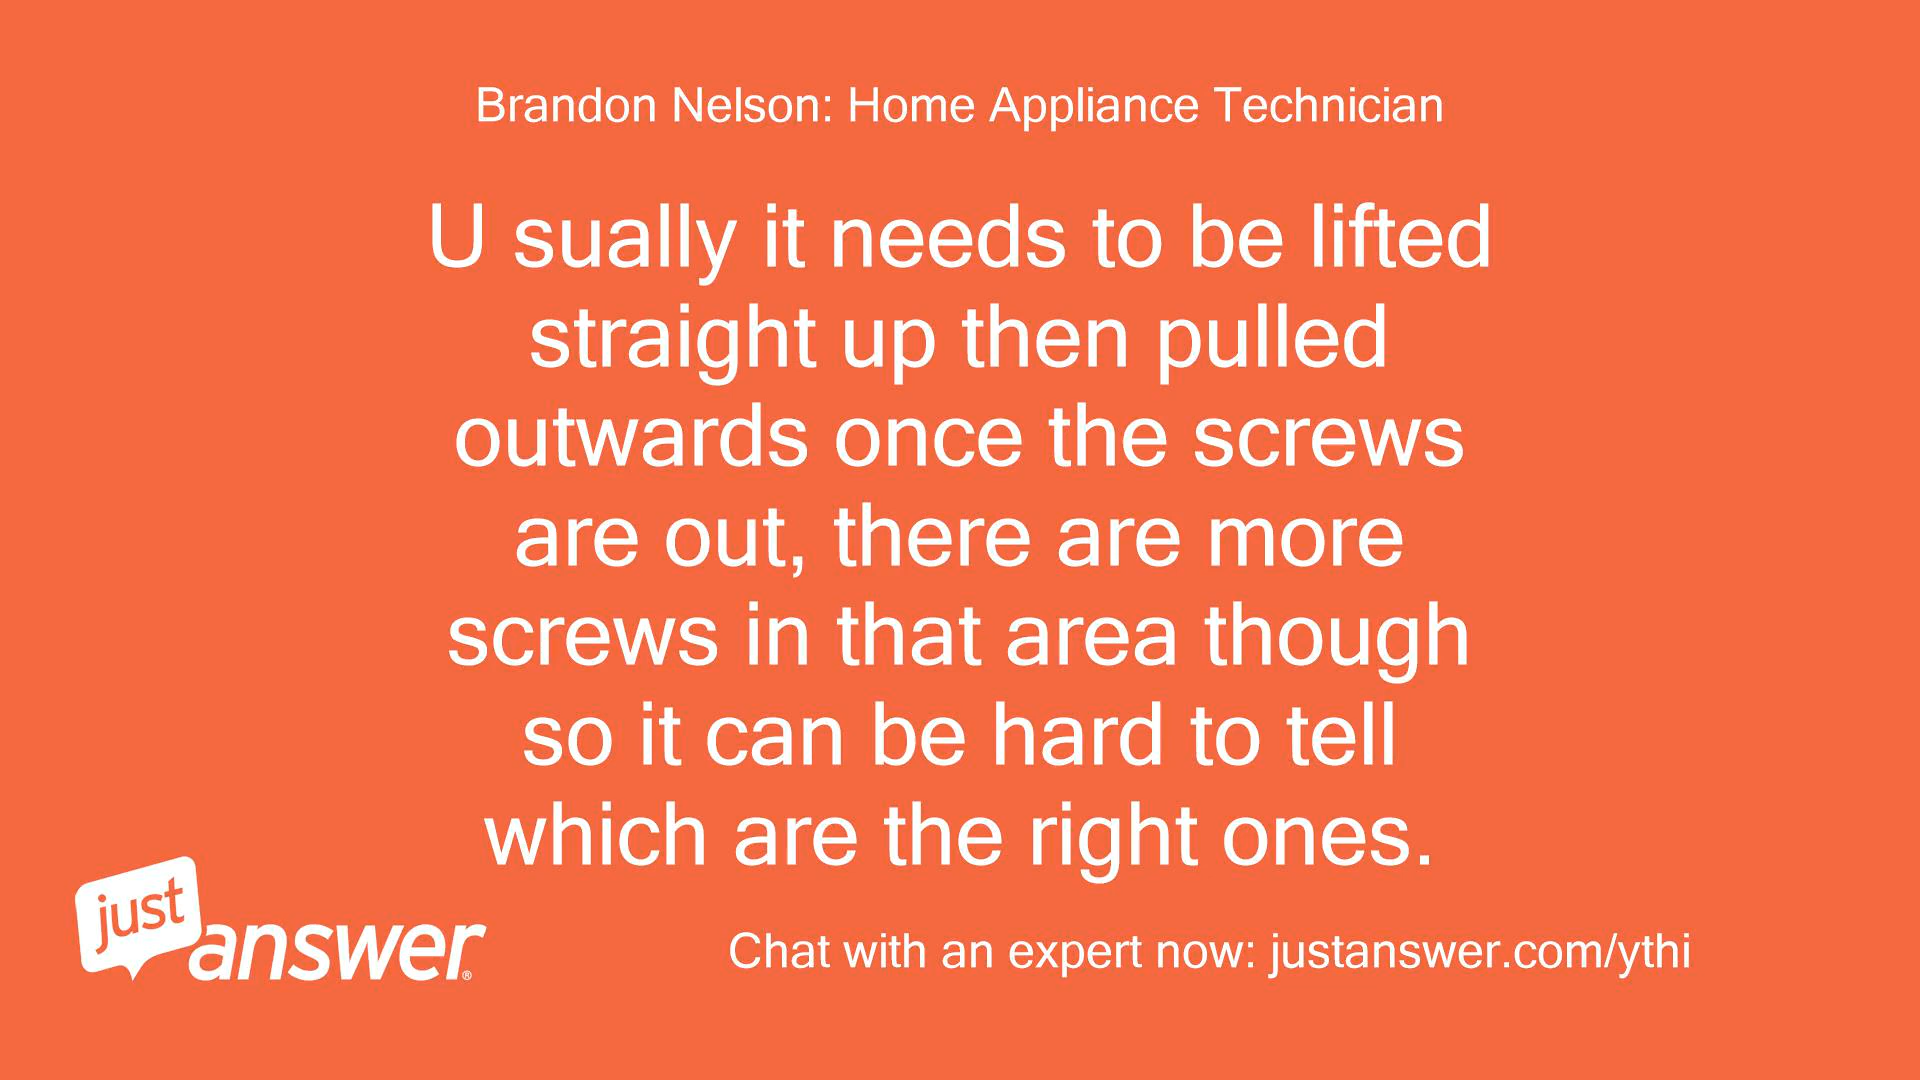 Brandon Nelson: Home Appliance Technician
U sually it needs to be lifted
straight up then pulled
outwards once the screws
are out, there are more
screws in that area though
so it can be hard to tell
which are the right ones.
just
answer®
Chat with an expert now: justanswer.com/ythi